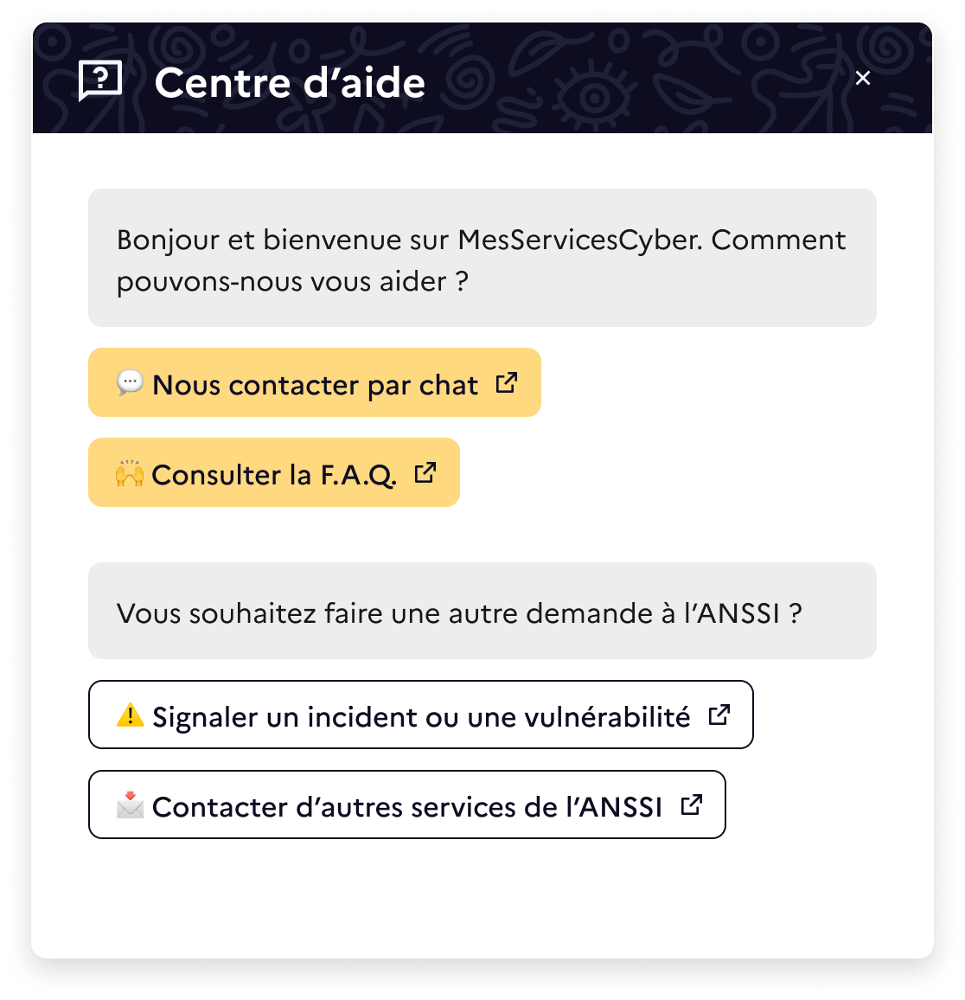 Centre d’aide
Bonjour et bienvenue sur MesServicesCyber. Comment
pouvons-nous vous aider ?
💬 Nous contacter par chat
🙌 Consulter la F.A.Q.
Vous souhaitez faire une autre demande à l’ANSSI ?
⚠️ Signaler un incident ou une vulnérabilité
📩 Contacter d’autres services de l’ANSSI